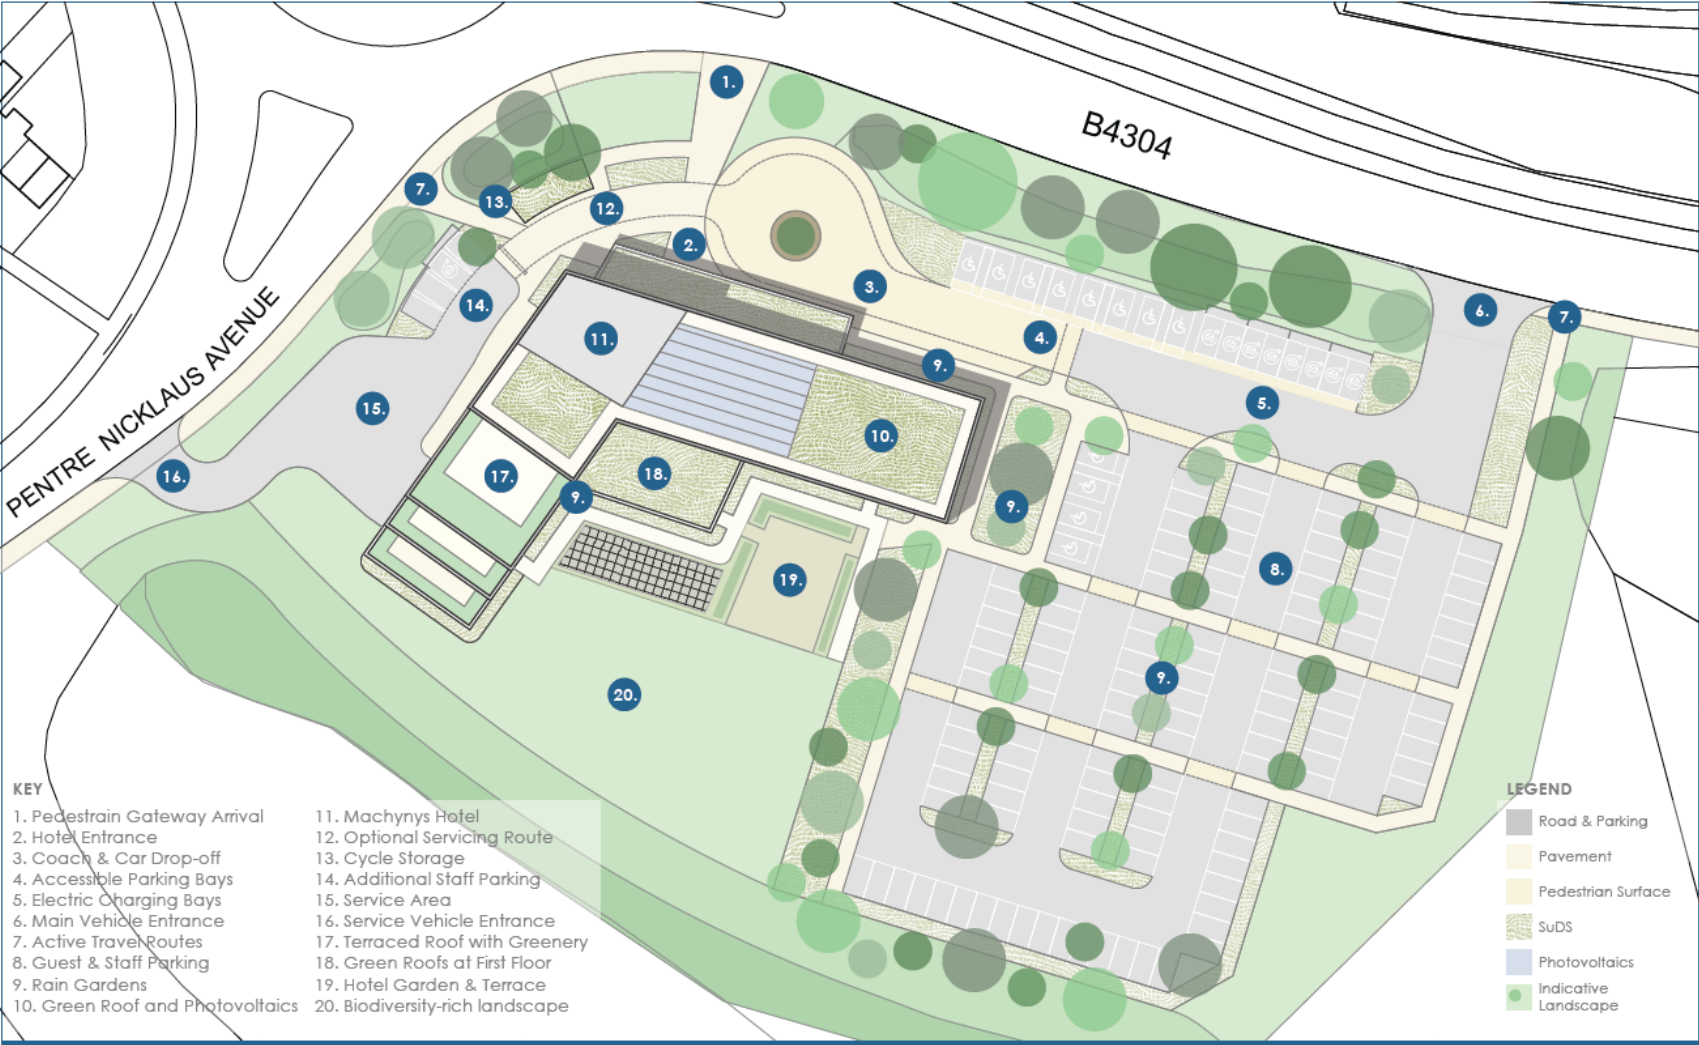 1.
B4304
7.
13.
12.
2.
3.
6.
7.
14.
11.
4.
9.
5.
15.
10.
PENTRE NICKLAUS AVENUE
16.
17.
18.
9.
9.
8.
19.
9.
20.
KEY
1. Pedestrain Gateway Arrival
2. Hotel Entrance
3. Coach & Car Drop-off
4. Accessible Parking Bays
5. Electric Charging Bays
6. Main Vehicle Entrance
7. Active Travel Routes
8. Guest & Staff Parking
9. Rain Gardens
10. Green Roof and Photovoltaics
11. Machynys Hotel
12. Optional Servicing Route
13. Cycle Storage
14. Additional Staff Parking
15. Service Area
16. Service Vehicle Entrance
17. Terraced Roof with Greenery
18. Green Roofs at First Floor
19. Hotel Garden & Terrace
20. Biodiversity-rich landscape
LEGEND
Road & Parking
Pavement
Pedestrian Surface
SuDS
Photovoltaics
Indicative
Landscape